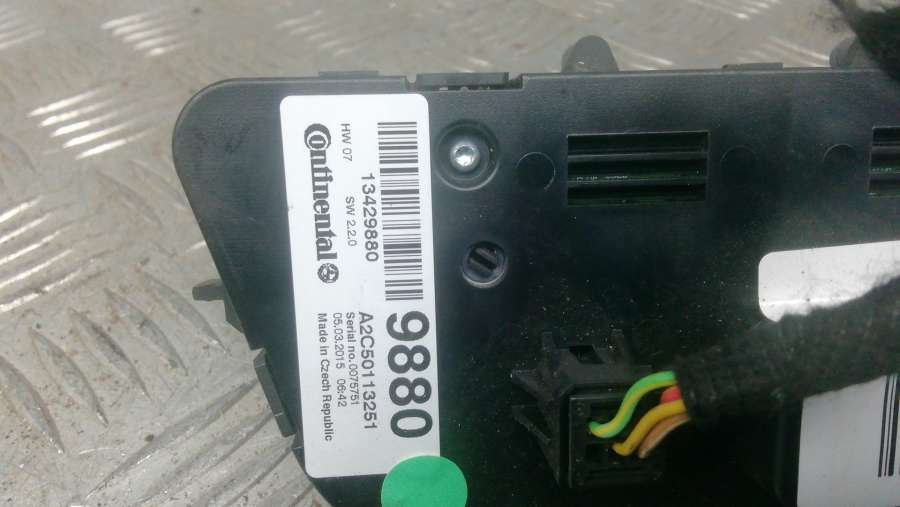 13429880
9880
HW 07
SW 2.2.0
A2C50113251
Continental
Serial no.0075751
05.03.2015 06:42
Made in Czech Republic